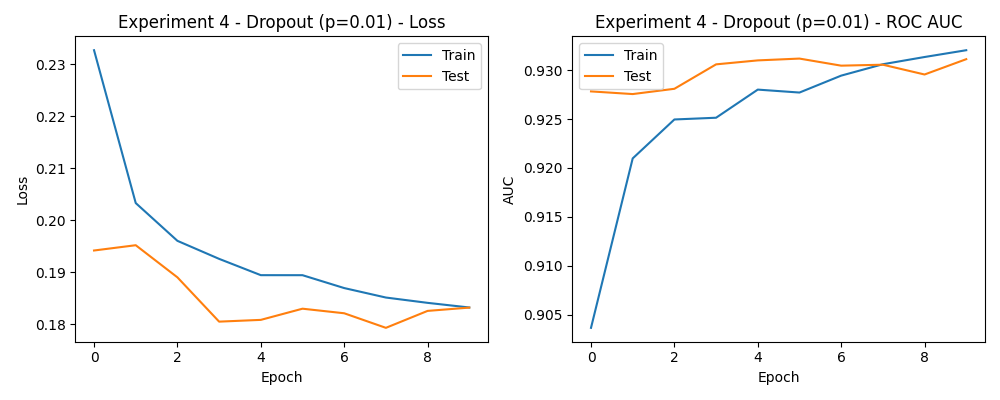 Experiment 4 - Dropout (p=0.01) - Loss
Train
Test
0.23
0.22
0.21
0.20
0.19
0.18
Loss
0
2
4
6
8
Epoch
Experiment 4 - Dropout (p=0.01) - ROC AUC
Train
Test
0.930
0.925
0.920
0.915
0.910
0.905
AUC
0
2
4
6
8
Epoch